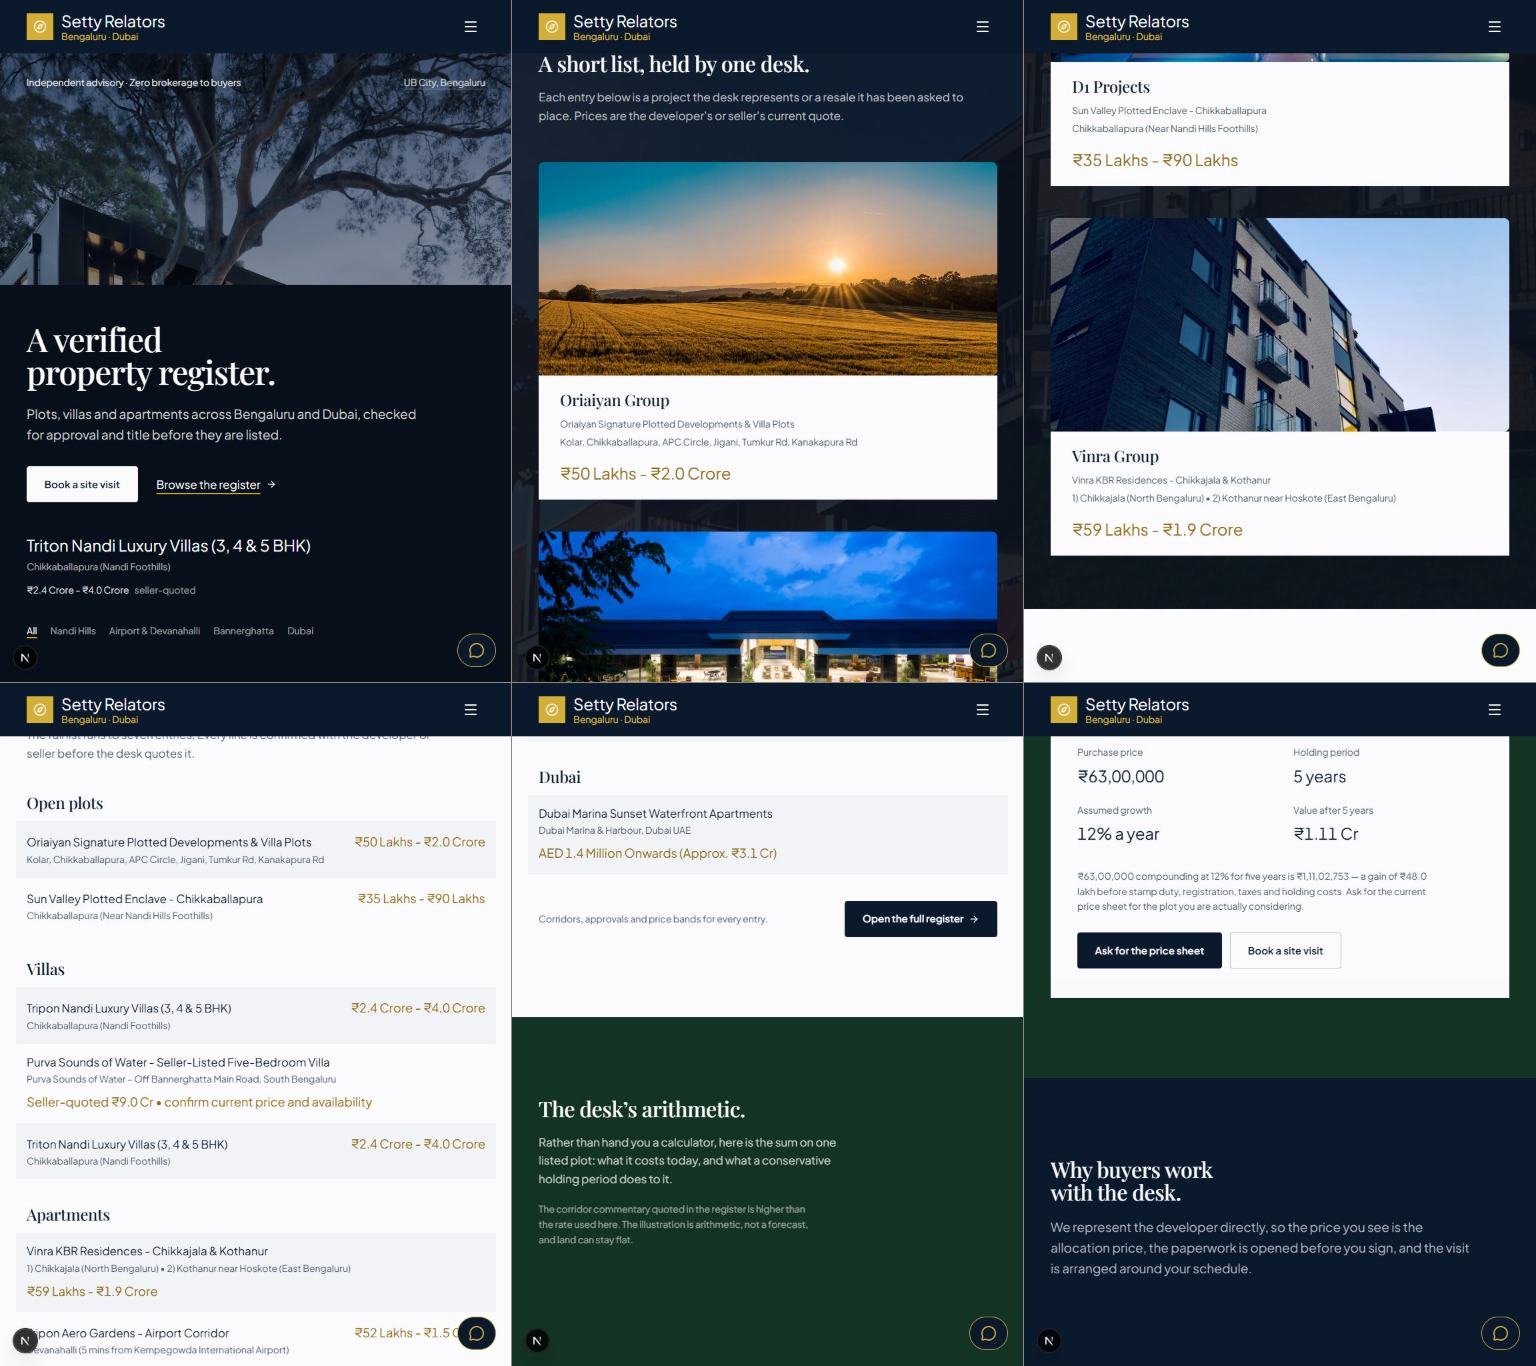 Setty Relators
Bengaluru · Dubai
Independent advisory · Zero brokerage to buyers
UB City, Bengaluru
A verified
property register.
Plots, villas and apartments across Bengaluru and Dubai, checked
for approval and title before they are listed.
Book a site visit
Browse the register →
Triton Nandi Luxury Villas (3, 4 & 5 BHK)
Chikkaballapura (Nandi Foothills)
₹2.4 Crore - ₹4.0 Crore seller-quoted
All Nandi Hills Airport & Devanahalli Bannerghatta Dubai
N
Setty Relators
Bengaluru · Dubai
A short list, held by one desk.
Each entry below is a project the desk represents or a resale it has been asked to
place. Prices are the developer's or seller's current quote.
Oriaiyan Group
Oriaiyan Signature Plotted Developments & Villa Plots
Kolar, Chikkaballapura, APC Circle, Jigani, Tumkur Rd, Kanakapura Rd
₹50 Lakhs - ₹2.0 Crore
N
Setty Relators
Bengaluru · Dubai
D1 Projects
Sun Valley Plotted Enclave - Chikkaballapura
Chikkaballapura (Near Nandi Hills Foothills)
₹35 Lakhs - ₹90 Lakhs
Vinra Group
Vinra KBR Residences - Chikkajala & Kothanur
1) Chikkajala (North Bengaluru) • 2) Kothanur near Hoskote (East Bengaluru)
₹59 Lakhs - ₹1.9 Crore
N
Setty Relators
Bengaluru · Dubai
The full list runs to seven entries. Every line is confirmed with the developer or
seller before the desk quotes it.
Open plots
Oriaiyan Signature Plotted Developments & Villa Plots
₹50 Lakhs - ₹2.0 Crore
Kolar, Chikkaballapura, APC Circle, Jigani, Tumkur Rd, Kanakapura Rd
Sun Valley Plotted Enclave - Chikkaballapura
₹35 Lakhs - ₹90 Lakhs
Chikkaballapura (Near Nandi Hills Foothills)
Villas
Tripon Nandi Luxury Villas (3, 4 & 5 BHK)
₹2.4 Crore - ₹4.0 Crore
Chikkaballapura (Nandi Foothills)
Purva Sounds of Water - Seller-Listed Five-Bedroom Villa
Purva Sounds of Water – Off Bannerghatta Main Road, South Bengaluru
Seller-quoted ₹9.0 Cr • confirm current price and availability
Triton Nandi Luxury Villas (3, 4 & 5 BHK)
₹2.4 Crore - ₹4.0 Crore
Chikkaballapura (Nandi Foothills)
Apartments
Vinra KBR Residences - Chikkajala & Kothanur
1) Chikkajala (North Bengaluru) • 2) Kothanur near Hoskote (East Bengaluru)
₹59 Lakhs - ₹1.9 Crore
ipon Aero Gardens - Airport Corridor
₹52 Lakhs - ₹1.5 C
evanahalli (5 mins from Kempegowda International Airport)
N
Setty Relators
Bengaluru · Dubai
Dubai
Dubai Marina Sunset Waterfront Apartments
Dubai Marina & Harbour, Dubai UAE
AED 1.4 Million Onwards (Approx. ₹3.1 Cr)
Corridors, approvals and price bands for every entry.
Open the full register →
The desk’s arithmetic.
Rather than hand you a calculator, here is the sum on one
listed plot: what it costs today, and what a conservative
holding period does to it.
The corridor commentary quoted in the register is higher than
the rate used here. The illustration is arithmetic, not a forecast,
and land can stay flat.
N
Setty Relators
Bengaluru · Dubai
Purchase price
Holding period
₹63,00,000
5 years
Assumed growth
Value after 5 years
12% a year
₹1.11 Cr
₹63,00,000 compounding at 12% for five years is ₹1,11,02,753 — a gain of ₹48.0
lakh before stamp duty, registration, taxes and holding costs. Ask for the current
price sheet for the plot you are actually considering.
Ask for the price sheet
Book a site visit
Why buyers work
with the desk.
We represent the developer directly, so the price you see is the
allocation price, the paperwork is opened before you sign, and the visit
is arranged around your schedule.
N